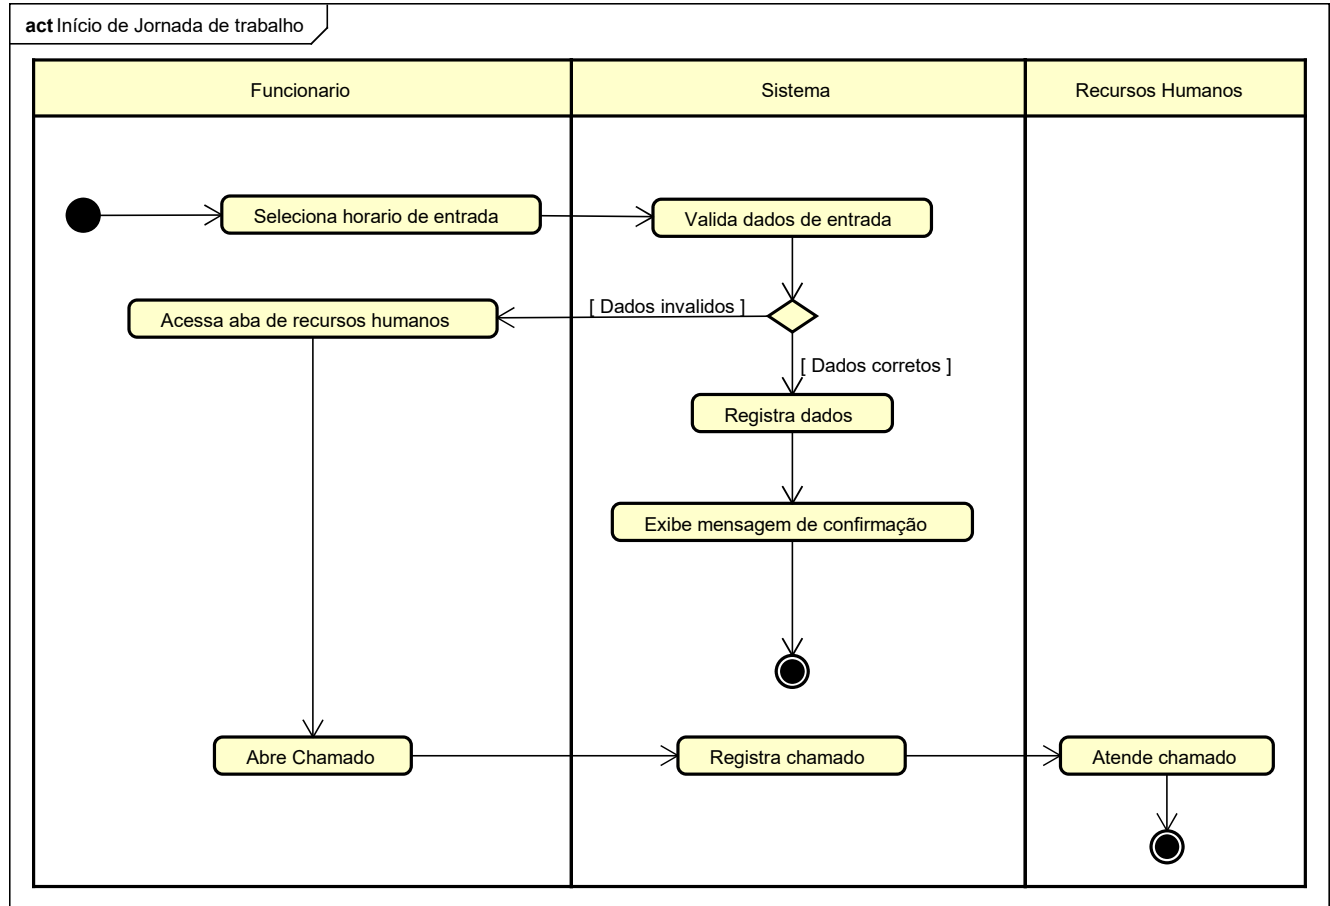 act Início de Jornada de trabalho
Funcionario
Sistema
Recursos Humanos
Seleciona horario de entrada
Valida dados de entrada
[ Dados invalidos ]
Acessa aba de recursos humanos
[ Dados corretos ]
Registra dados
Exibe mensagem de confirmação
Abre Chamado
Registra chamado
Atende chamado